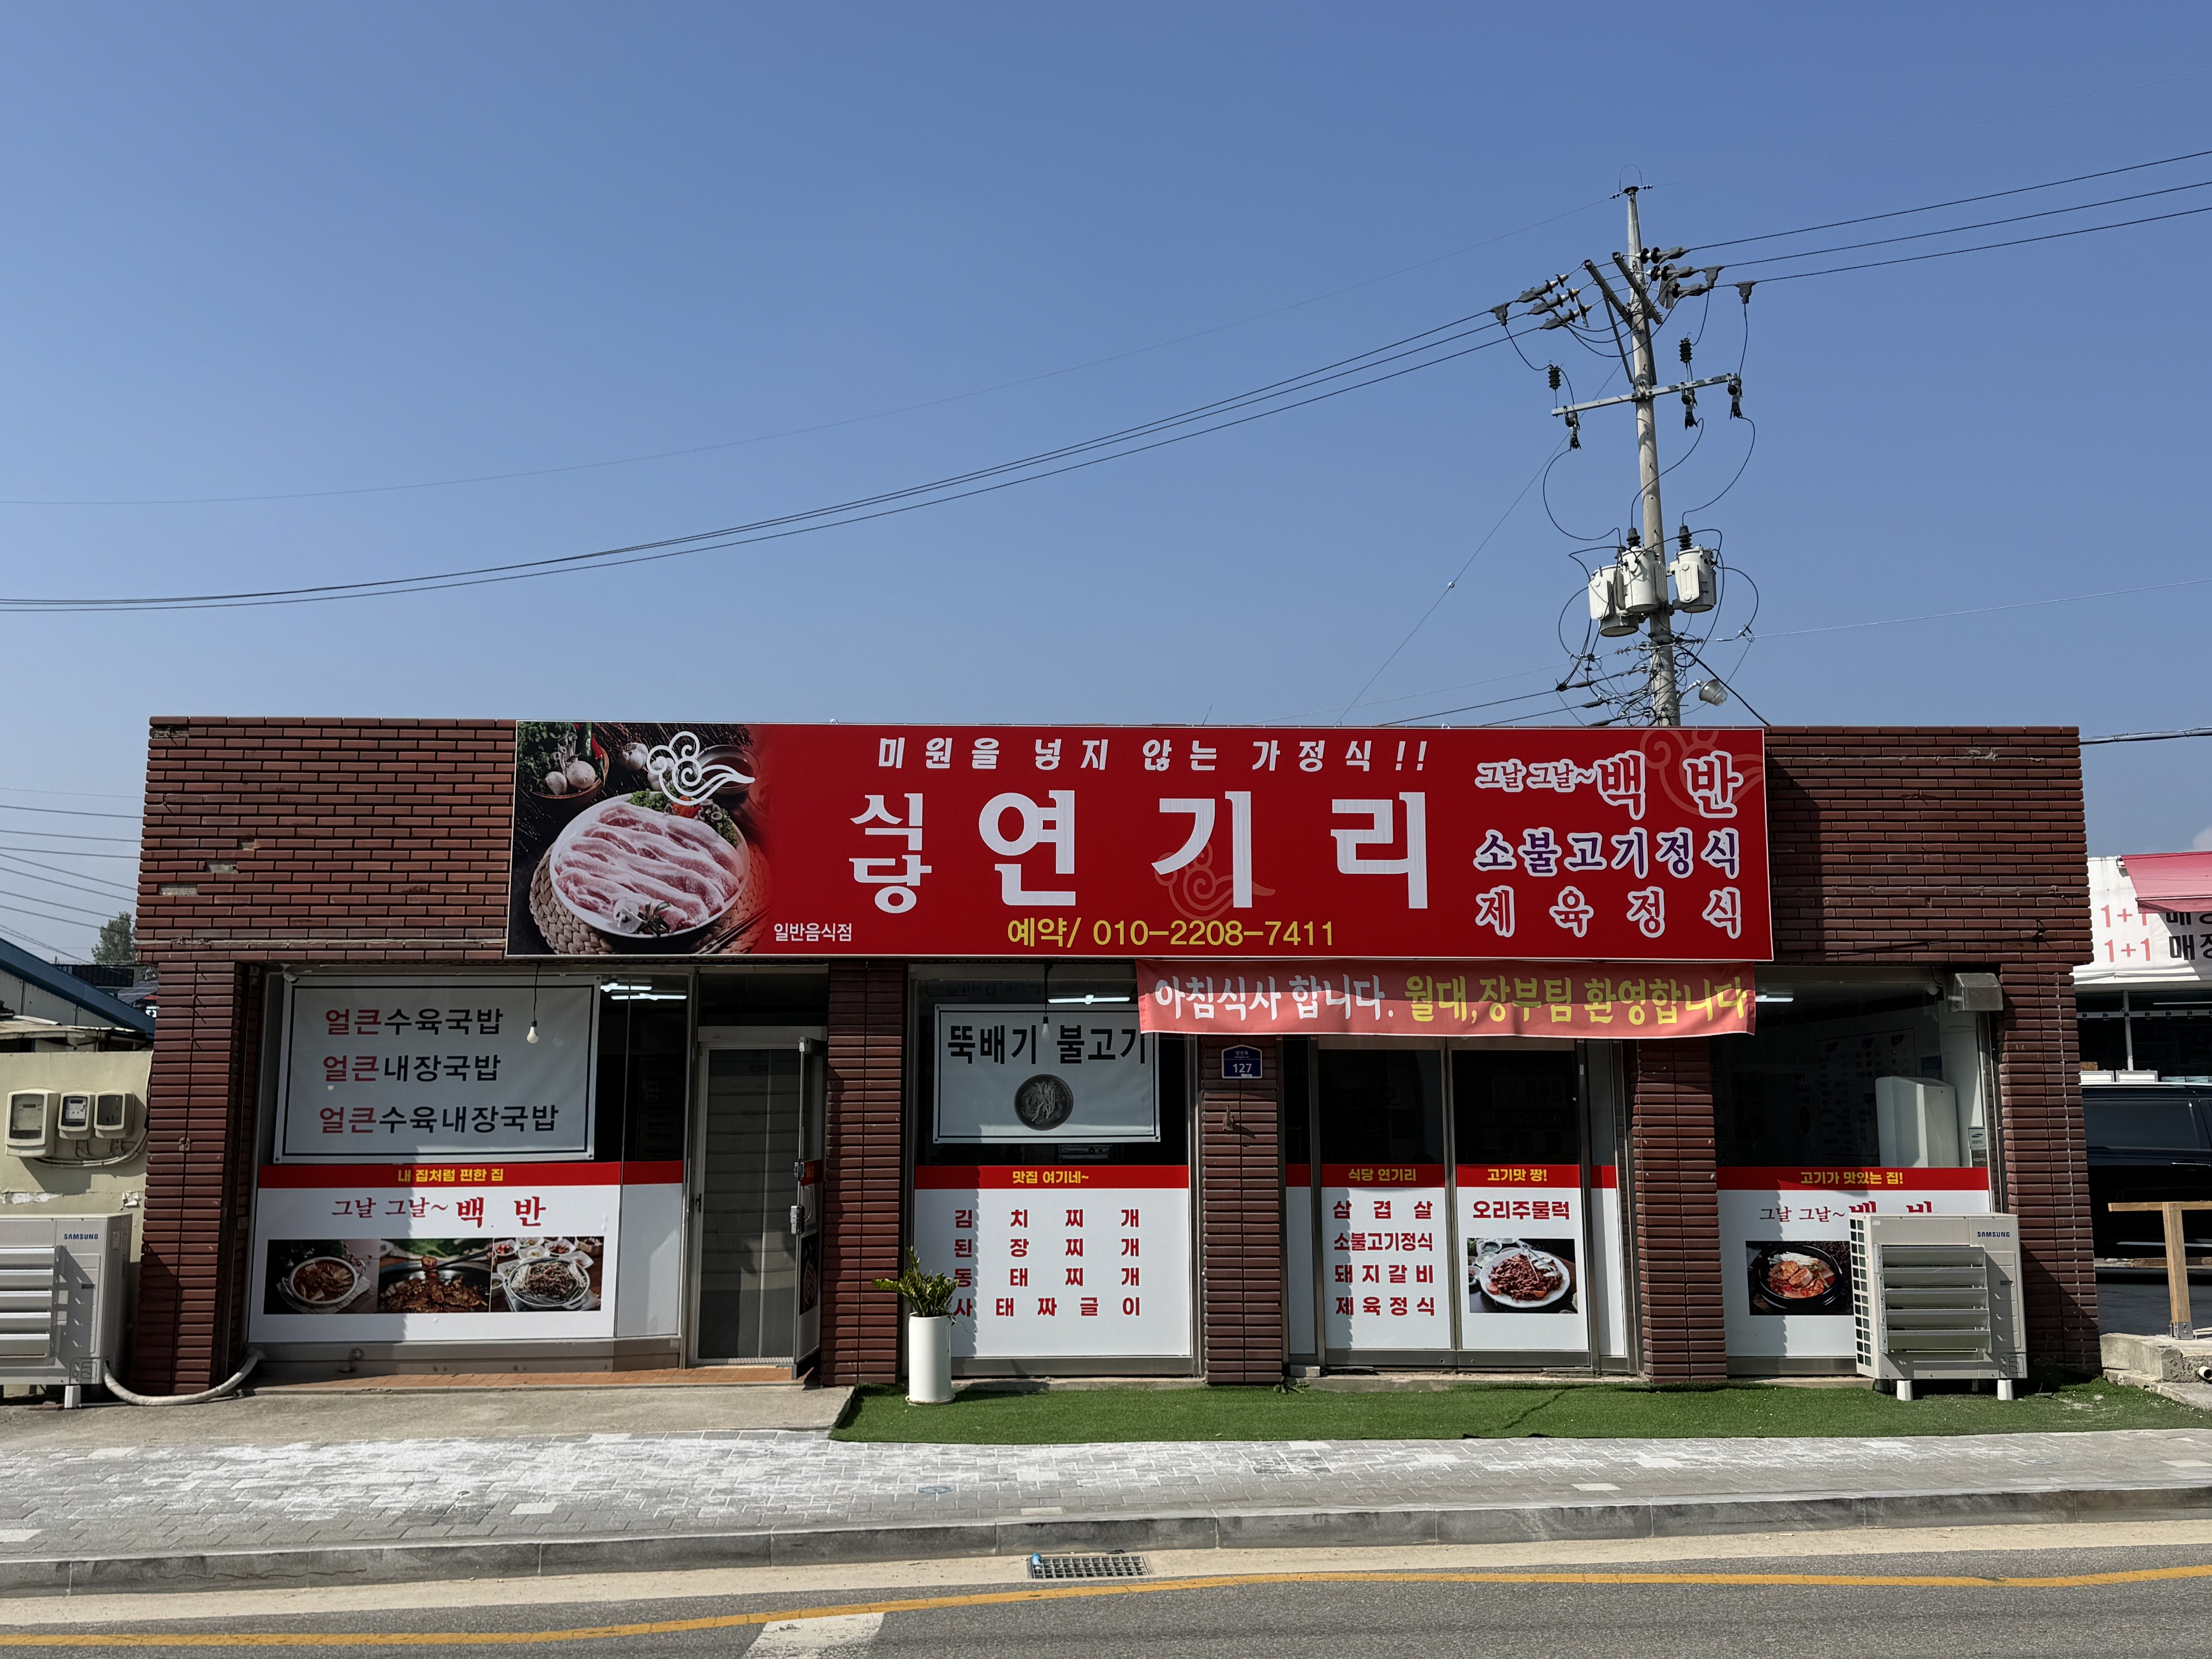 미원을 넣지 않는 가정식!!
식당 연기리
일반음식점
예약/ 010-2208-7411
그날 그날~백 반
소불고기정식
제육정식
아침식사 합니다. 월대,장부팀 환영합니다
얼큰수육국밥
얼큰내장국밥
얼큰수육내장국밥
내 집처럼 편한 집
그날 그날~백 반
뚝배기 불고기
127
맛집 여기네~
김치찌개
된장찌개
동태찌개
사태짜글이
식당 연기리
삼겹살
소불고기정식
돼지갈비
제육정식
고기맛 짱!
오리주물럭
고기가 맛있는 집!
그날 그날~
SAMSUNG
SAMSUNG
1+1
1+1